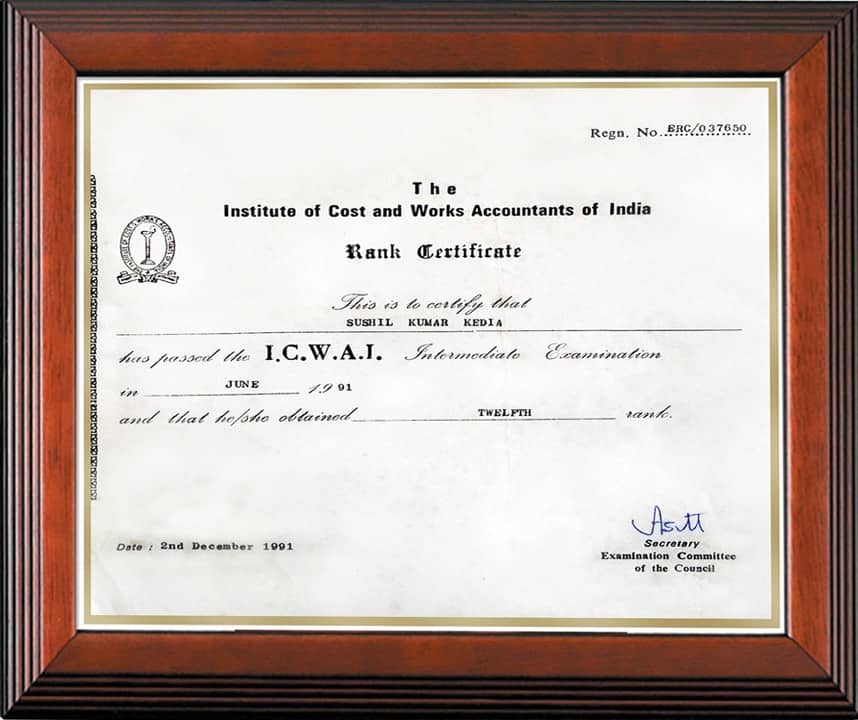 Regn. No. ERC/037650
The
Institute of Cost and Works Accountants of India
Rank Certificate
This is to certify that
SUSHIL KUMAR KEDIA
has passed the I.C.W.A.I. Intermediate Examination
in JUNE 1991
and that he/she obtained TWELFTH rank.
Date : 2nd December 1991
Secretary
Examination Committee
of the Council